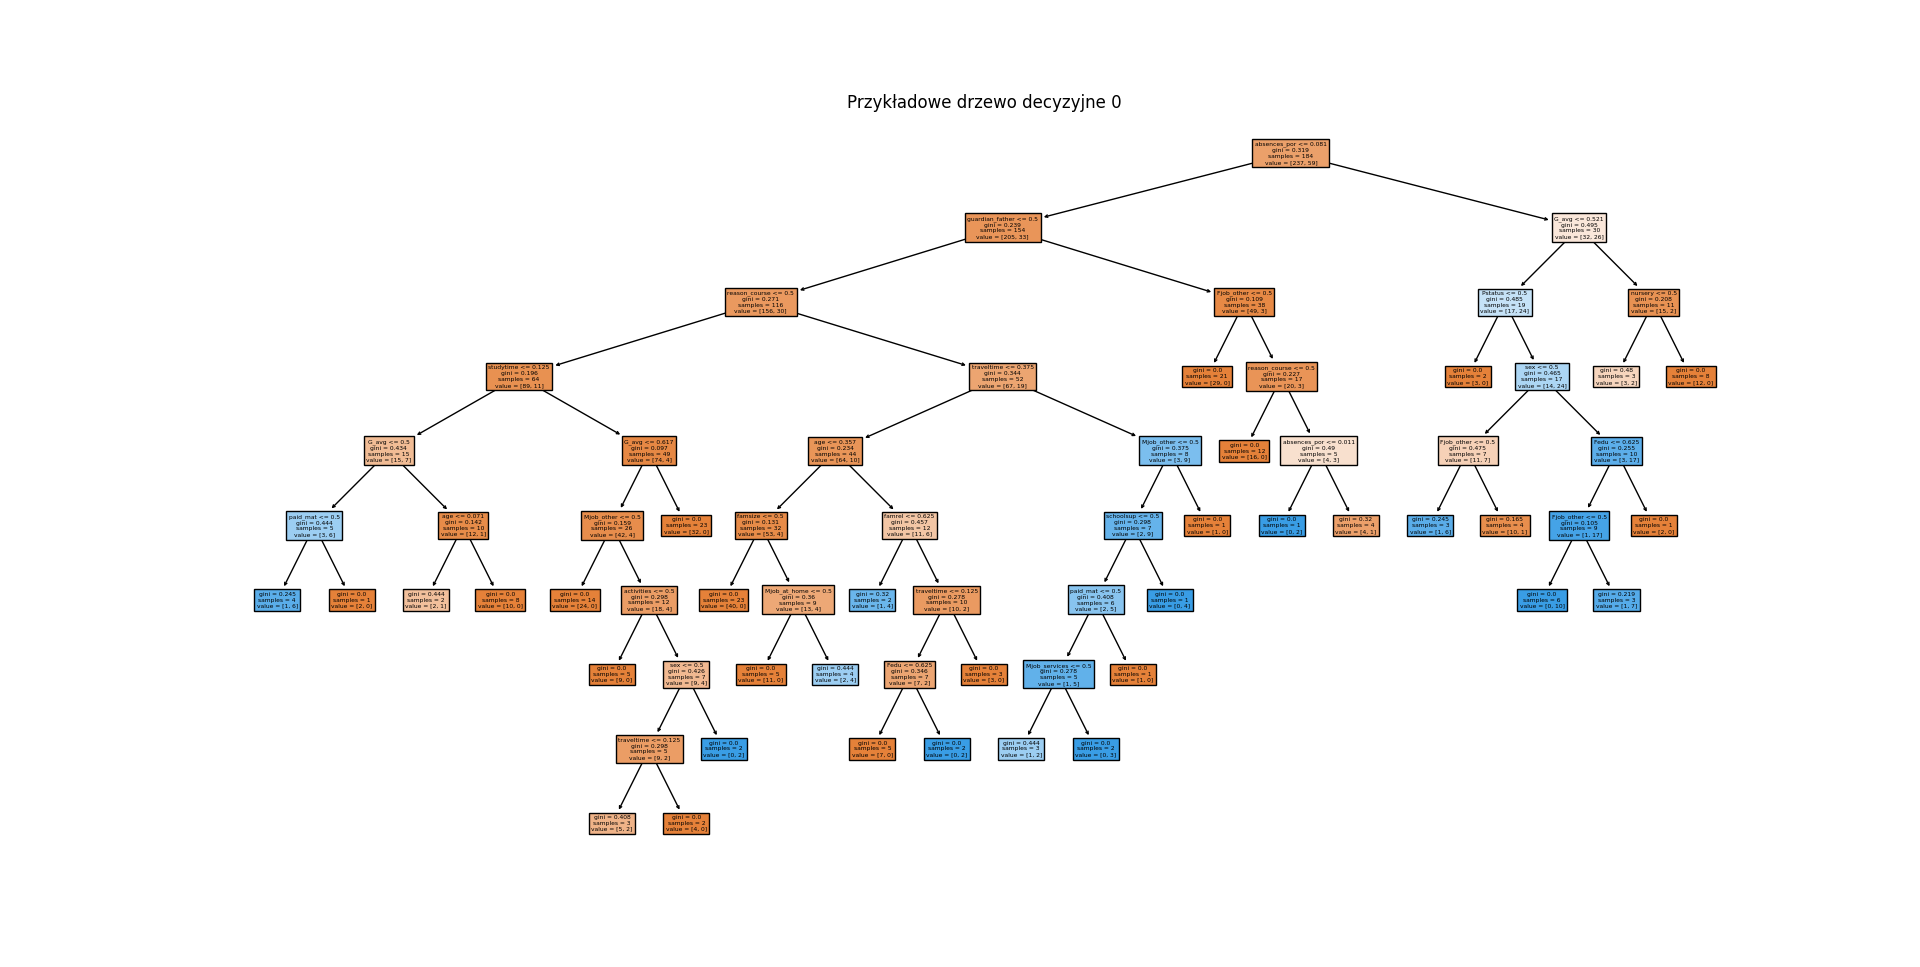 Przykładowe drzewo decyzyjne 0
absences_por <= 0.081
gini = 0.319
samples = 184
value = [237, 59]
guardian_father <= 0.5
gini = 0.239
samples = 154
value = [205, 33]
G_avg <= 0.521
gini = 0.495
samples = 30
value = [32, 26]
reason_course <= 0.5
gini = 0.271
samples = 116
value = [156, 30]
Fjob_other <= 0.5
gini = 0.109
samples = 38
value = [49, 3]
Pstatus <= 0.5
gini = 0.485
samples = 19
value = [17, 24]
nursery <= 0.5
gini = 0.208
samples = 11
value = [15, 2]
studytime <= 0.125
gini = 0.196
samples = 64
value = [89, 11]
traveltime <= 0.375
gini = 0.344
samples = 52
value = [67, 19]
gini = 0.0
samples = 21
value = [29, 0]
reason_course <= 0.5
gini = 0.227
samples = 17
value = [20, 3]
gini = 0.0
samples = 2
value = [3, 0]
sex <= 0.5
gini = 0.465
samples = 17
value = [14, 24]
gini = 0.48
samples = 3
value = [3, 2]
gini = 0.0
samples = 8
value = [12, 0]
G_avg <= 0.5
gini = 0.434
samples = 15
value = [15, 7]
G_avg <= 0.617
gini = 0.097
samples = 49
value = [74, 4]
age <= 0.357
gini = 0.234
samples = 44
value = [64, 10]
Mjob_other <= 0.5
gini = 0.375
samples = 8
value = [3, 9]
gini = 0.0
samples = 12
value = [16, 0]
absences_por <= 0.011
gini = 0.49
samples = 5
value = [4, 3]
Fjob_other <= 0.5
gini = 0.475
samples = 7
value = [11, 7]
Fedu <= 0.625
gini = 0.255
samples = 10
value = [3, 17]
paid_mat <= 0.5
gini = 0.444
samples = 5
value = [3, 6]
age <= 0.071
gini = 0.142
samples = 10
value = [12, 1]
Mjob_other <= 0.5
gini = 0.159
samples = 26
value = [42, 4]
gini = 0.0
samples = 23
value = [32, 0]
famsize <= 0.5
gini = 0.131
samples = 32
value = [53, 4]
famrel <= 0.625
gini = 0.457
samples = 12
value = [11, 6]
schoolsup <= 0.5
gini = 0.298
samples = 7
value = [2, 9]
gini = 0.0
samples = 1
value = [1, 0]
gini = 0.0
samples = 1
value = [0, 2]
gini = 0.32
samples = 4
value = [4, 1]
gini = 0.245
samples = 3
value = [1, 6]
gini = 0.165
samples = 4
value = [10, 1]
Fjob_other <= 0.5
gini = 0.105
samples = 9
value = [1, 17]
gini = 0.0
samples = 1
value = [2, 0]
gini = 0.245
samples = 4
value = [1, 6]
gini = 0.0
samples = 1
value = [2, 0]
gini = 0.444
samples = 2
value = [2, 1]
gini = 0.0
samples = 8
value = [10, 0]
gini = 0.0
samples = 14
value = [24, 0]
activities <= 0.5
gini = 0.298
samples = 12
value = [18, 4]
gini = 0.0
samples = 23
value = [40, 0]
Mjob_at_home <= 0.5
gini = 0.36
samples = 9
value = [13, 4]
gini = 0.32
samples = 2
value = [1, 4]
traveltime <= 0.125
gini = 0.278
samples = 10
value = [10, 2]
paid_mat <= 0.5
gini = 0.408
samples = 6
value = [2, 5]
gini = 0.0
samples = 1
value = [0, 4]
gini = 0.0
samples = 6
value = [0, 10]
gini = 0.219
samples = 3
value = [1, 7]
gini = 0.0
samples = 5
value = [9, 0]
sex <= 0.5
gini = 0.426
samples = 7
value = [9, 4]
gini = 0.0
samples = 5
value = [11, 0]
gini = 0.444
samples = 4
value = [2, 4]
Fedu <= 0.625
gini = 0.346
samples = 7
value = [7, 2]
gini = 0.0
samples = 3
value = [3, 0]
Mjob_services <= 0.5
gini = 0.278
samples = 5
value = [1, 5]
gini = 0.0
samples = 1
value = [1, 0]
traveltime <= 0.125
gini = 0.298
samples = 5
value = [9, 2]
gini = 0.0
samples = 2
value = [0, 2]
gini = 0.0
samples = 5
value = [7, 0]
gini = 0.0
samples = 2
value = [0, 2]
gini = 0.444
samples = 3
value = [1, 2]
gini = 0.0
samples = 2
value = [0, 3]
gini = 0.408
samples = 3
value = [5, 2]
gini = 0.0
samples = 2
value = [4, 0]